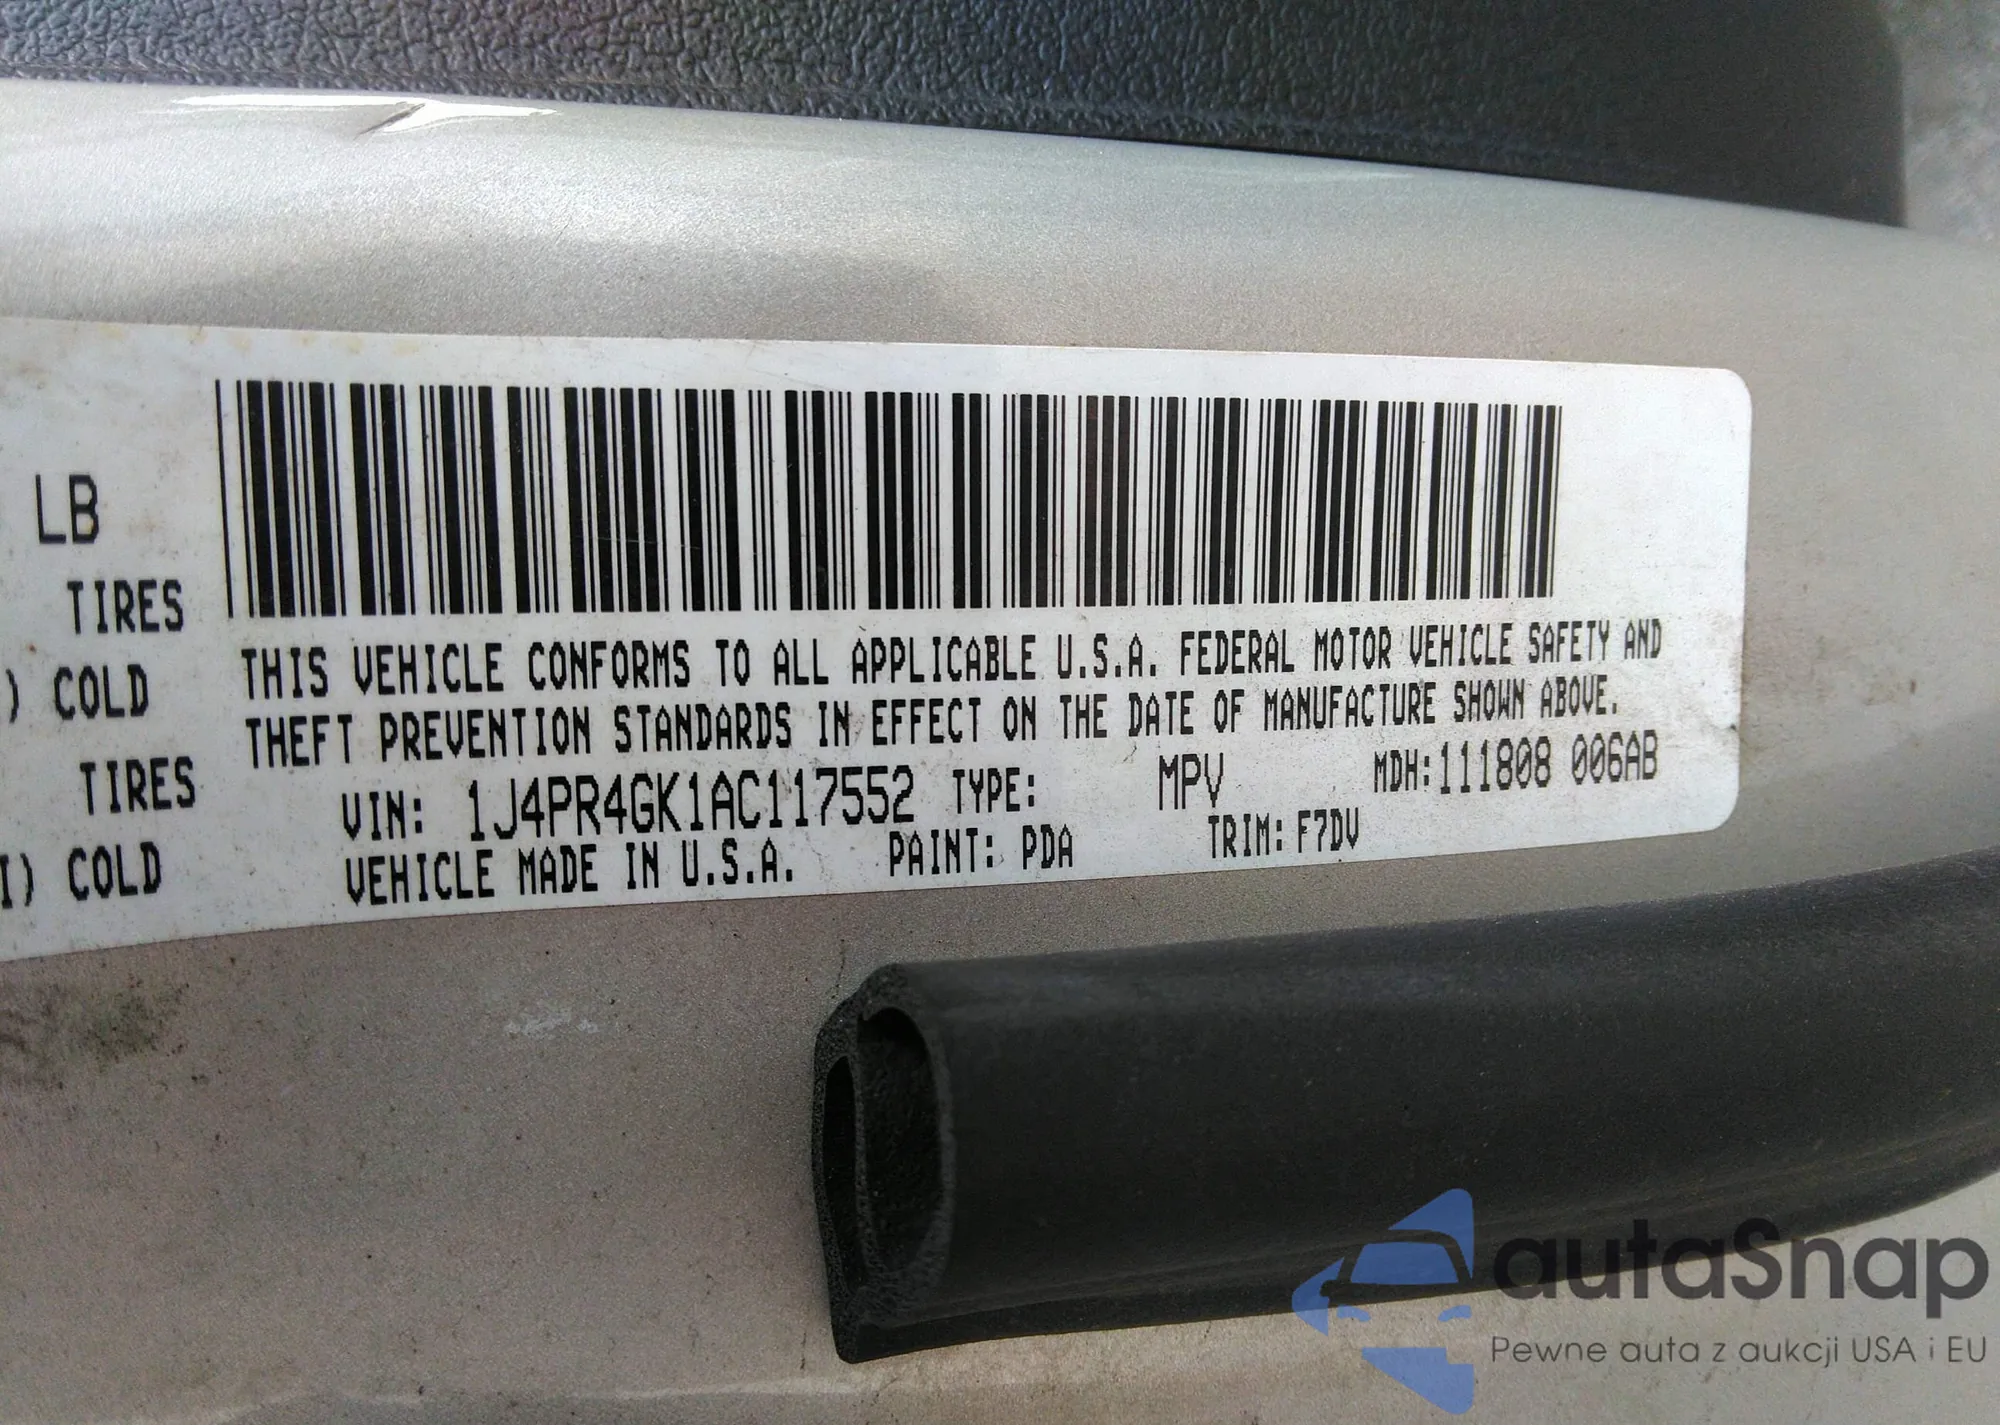 LB
TIRES
) COLD
TIRES
I) COLD
THIS VEHICLE CONFORMS TO ALL APPLICABLE U.S.A. FEDERAL MOTOR VEHICLE SAFETY AND
THEFT PREVENTION STANDARDS IN EFFECT ON THE DATE OF MANUFACTURE SHOWN ABOVE.
VIN: 1J4PR4GK1AC117552 TYPE: MPV MDH:111808 006AB
VEHICLE MADE IN U.S.A. PAINT: PDA TRIM: F7DV
autaSnap
Pewne auta z aukcji USA i EU